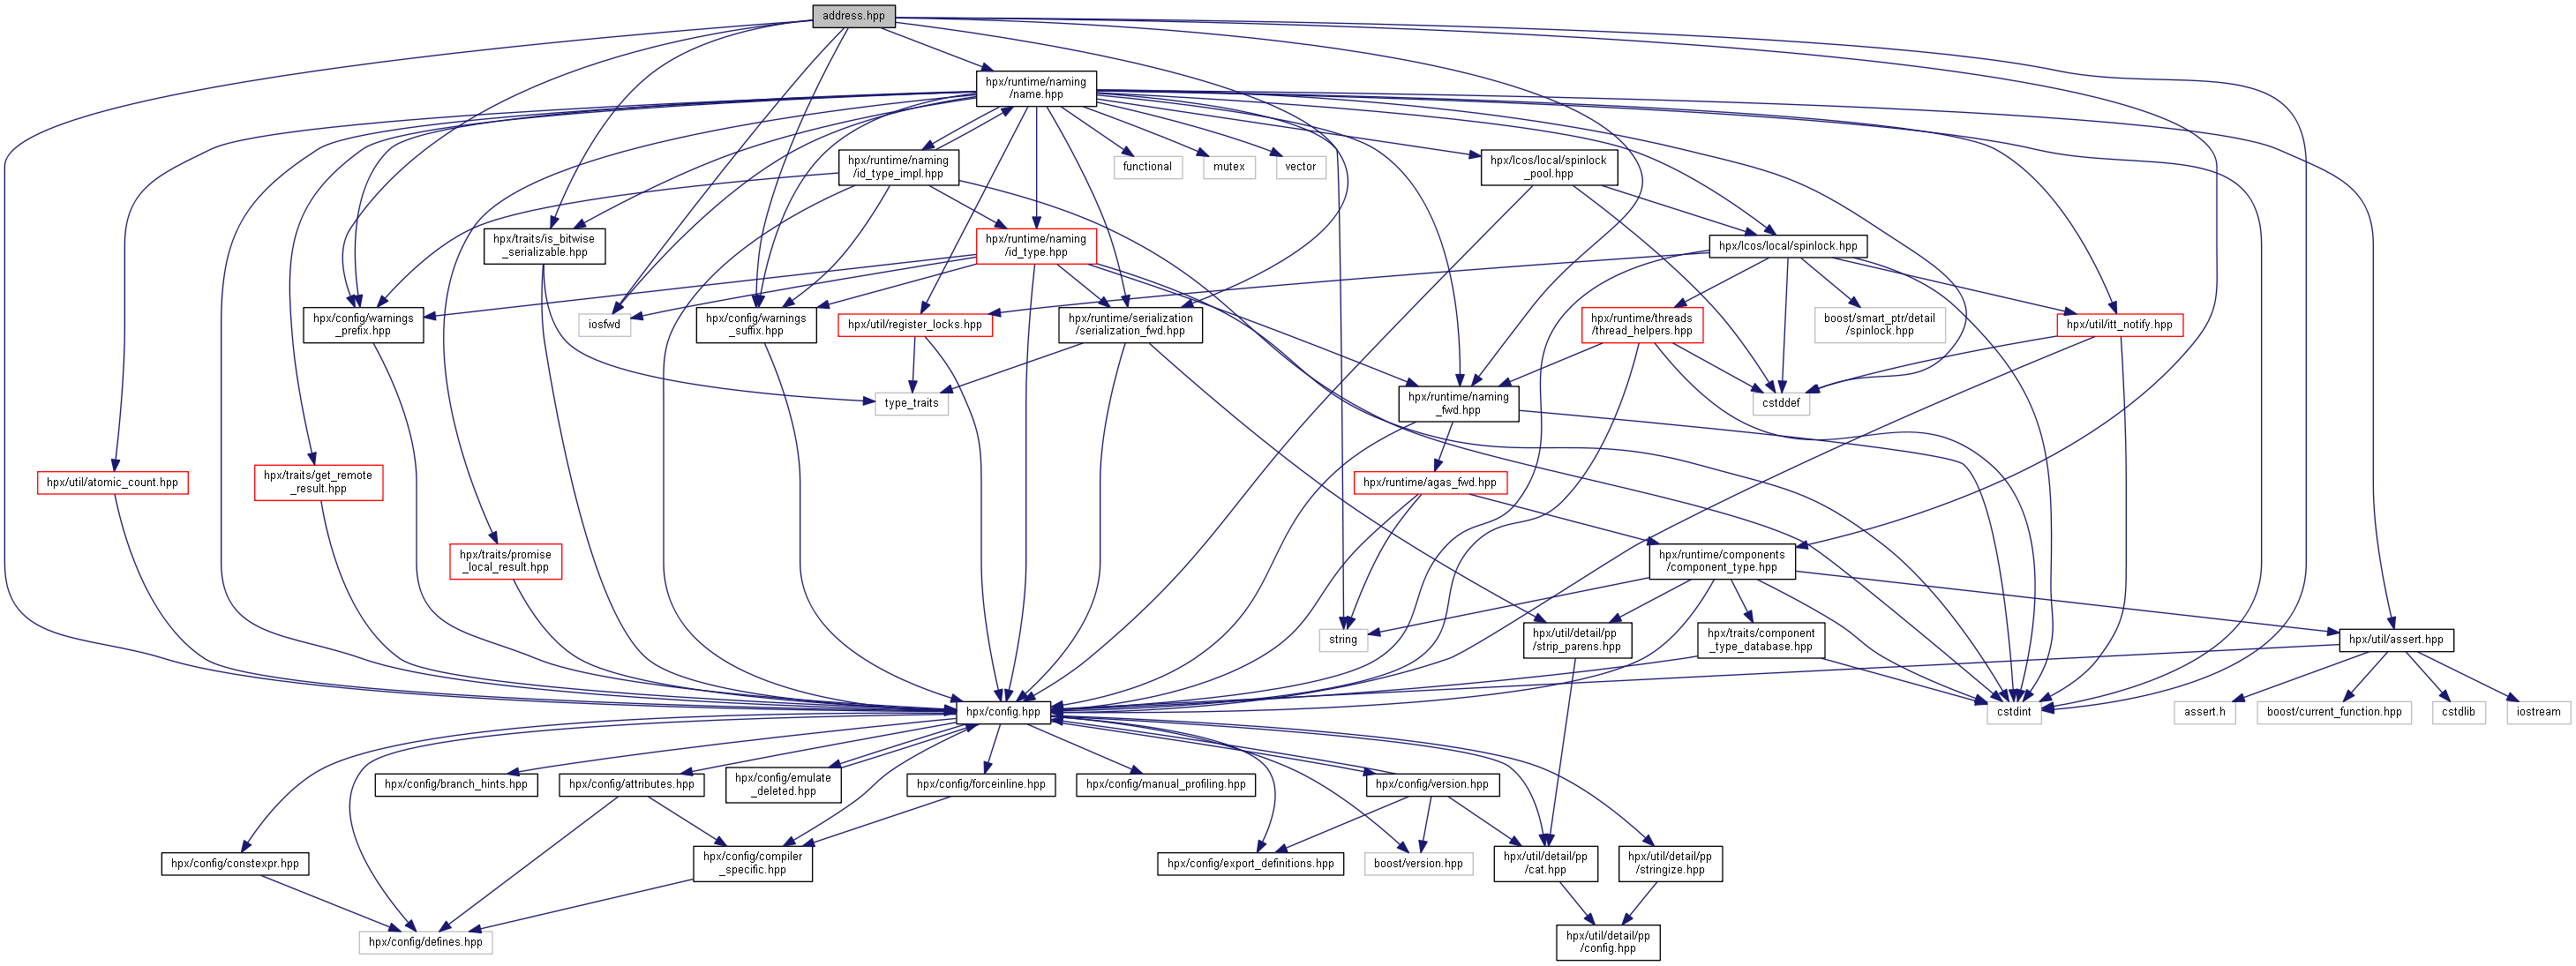 address.hpp
hpx/runtime/naming
/name.hpp
hpx/runtime/naming
/id_type_impl.hpp
functional
mutex
vector
hpx/lcos/local/spinlock
_pool.hpp
hpx/traits/is_bitwise
_serializable.hpp
hpx/runtime/naming
/id_type.hpp
hpx/lcos/local/spinlock.hpp
hpx/config/warnings
_prefix.hpp
iosfwd
hpx/config/warnings
_suffix.hpp
hpx/util/register_locks.hpp
hpx/runtime/serialization
/serialization_fwd.hpp
hpx/runtime/threads
/thread_helpers.hpp
boost/smart_ptr/detail
/spinlock.hpp
hpx/util/itt_notify.hpp
type_traits
hpx/runtime/naming
_fwd.hpp
cstddef
hpx/util/atomic_count.hpp
hpx/traits/get_remote
_result.hpp
hpx/runtime/agas_fwd.hpp
hpx/traits/promise
_local_result.hpp
hpx/runtime/components
/component_type.hpp
string
hpx/util/detail/pp
/strip_parens.hpp
hpx/traits/component
_type_database.hpp
hpx/util/assert.hpp
hpx/config.hpp
cstdint
assert.h
boost/current_function.hpp
cstdlib
iostream
hpx/config/branch_hints.hpp
hpx/config/attributes.hpp
hpx/config/emulate
_deleted.hpp
hpx/config/forceinline.hpp
hpx/config/manual_profiling.hpp
hpx/config/version.hpp
hpx/config/constexpr.hpp
hpx/config/compiler
_specific.hpp
hpx/config/export_definitions.hpp
boost/version.hpp
hpx/util/detail/pp
/cat.hpp
hpx/util/detail/pp
/stringize.hpp
hpx/config/defines.hpp
hpx/util/detail/pp
/config.hpp